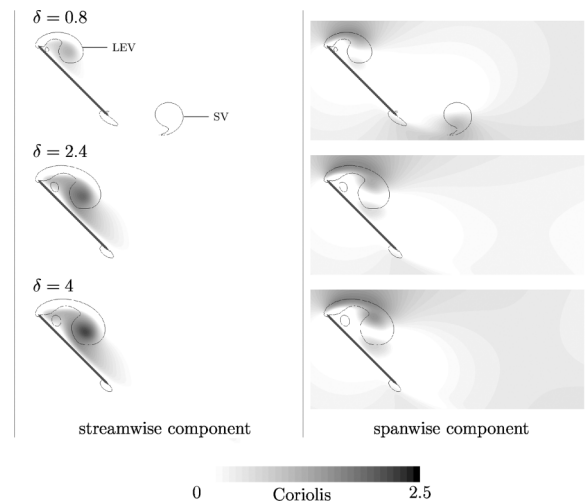 δ = 0.8
LEV
SV
δ = 2.4
δ = 4
streamwise component
spanwise component
0 Coriolis 2.5